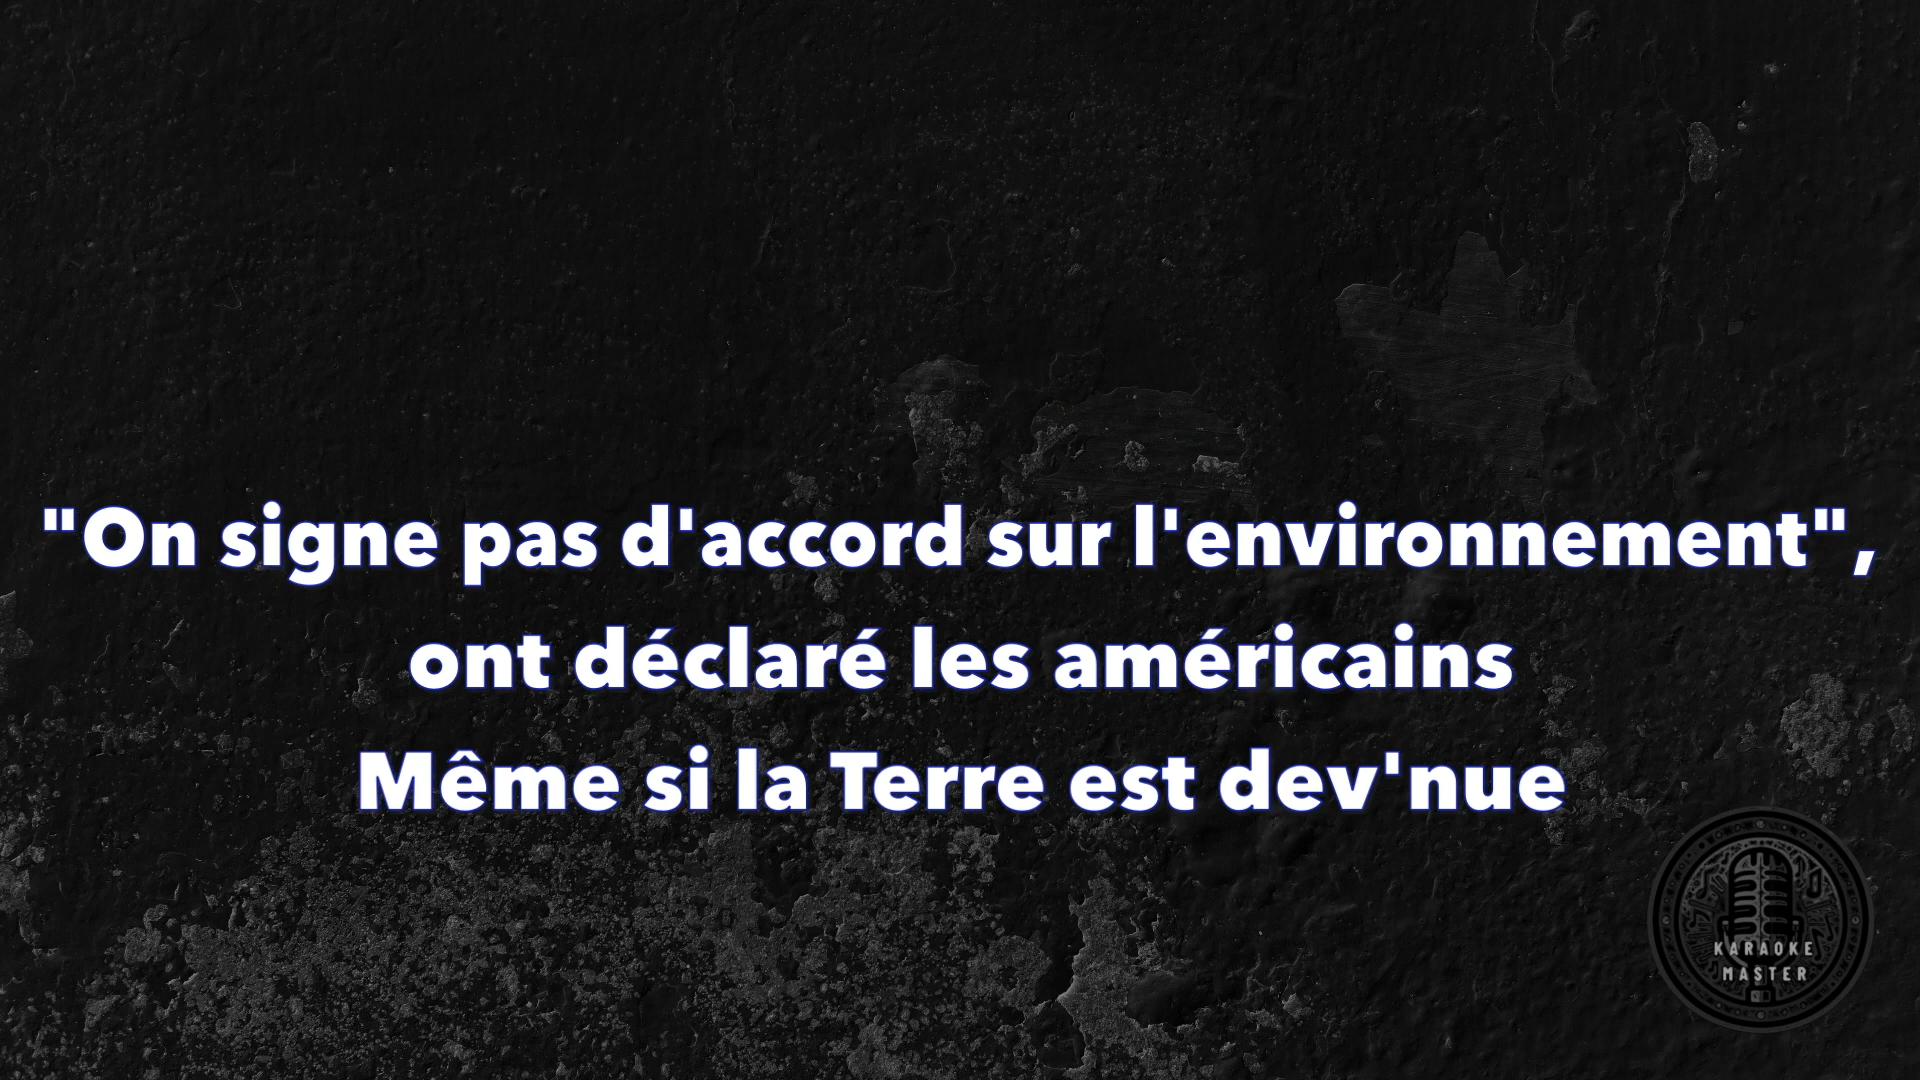 "On signe pas d'accord sur l'environnement",
ont déclaré les américains
Même si la Terre est dev'nue
KARAOKE
MASTER